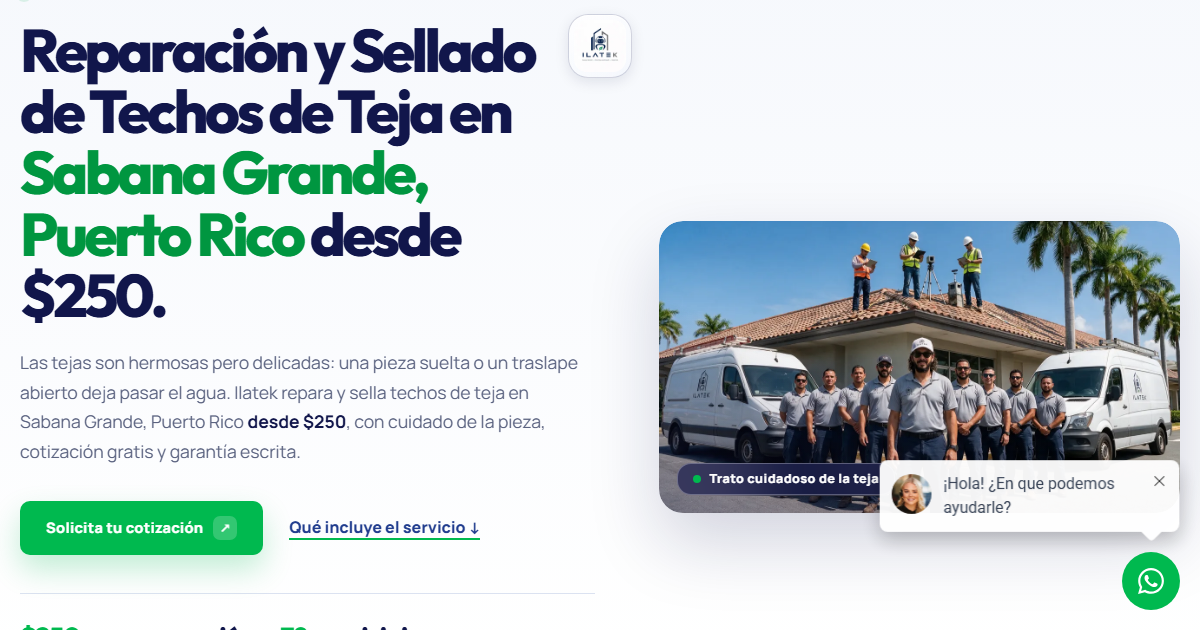 Reparación y Sellado
de Techos de Teja en
Sabana Grande,
Puerto Rico desde
$250.
ILATEK
Las tejas son hermosas pero delicadas: una pieza suelta o un traslape
abierto deja pasar el agua. Ilatek repara y sella techos de teja en
Sabana Grande, Puerto Rico desde $250, con cuidado de la pieza,
cotización gratis y garantía escrita.
Solicita tu cotización ↗
Qué incluye el servicio ↓
ILATEK
ILATEK
Trato cuidadoso de la teja
¡Hola! ¿En que podemos
ayudarle?